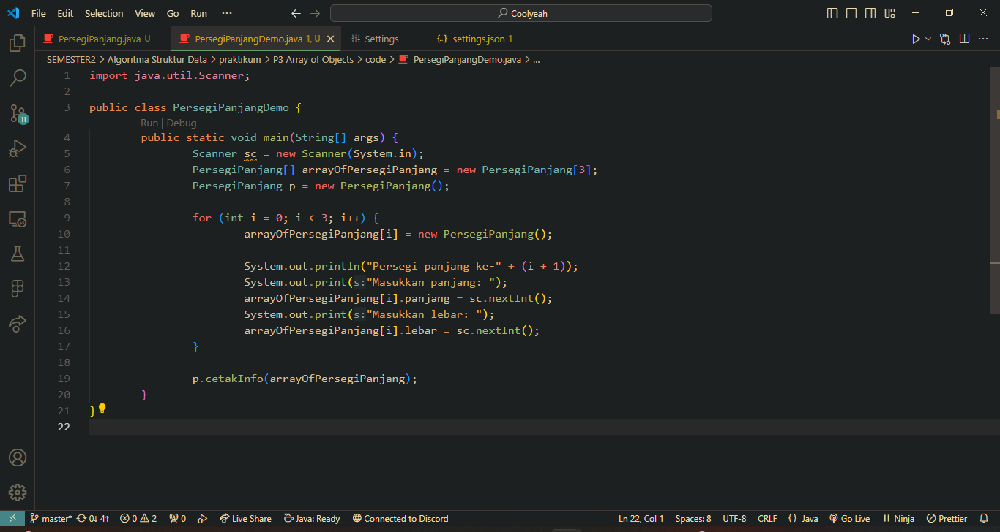 File Edit Selection View Go Run ··· Coolyeah
PersegiPanjang.java U PersegiPanjangDemo.java 1, U Settings {..} settings.json 1
SEMESTER2 > Algoritma Struktur Data > praktikum > P3 Array of Objects > code > PersegiPanjangDemo.java > ...
1 import java.util.Scanner;
2
3 public class PersegiPanjangDemo {
Run | Debug
4 public static void main(String[] args) {
5 Scanner sc = new Scanner(System.in);
6 PersegiPanjang[] arrayOfPersegiPanjang = new PersegiPanjang[3];
7 PersegiPanjang p = new PersegiPanjang();
8
9 for (int i = 0; i < 3; i++) {
10 arrayOfPersegiPanjang[i] = new PersegiPanjang();
11
12 System.out.println("Persegi panjang ke-" + (i + 1));
13 System.out.print(s:"Masukkan panjang: ");
14 arrayOfPersegiPanjang[i].panjang = sc.nextInt();
15 System.out.print(s:"Masukkan lebar: ");
16 arrayOfPersegiPanjang[i].lebar = sc.nextInt();
17 }
18
19 p.cetakInfo(arrayOfPersegiPanjang);
20 }
21 }
22
11
master* 0↓ 4↑ 0 2 0 Live Share Java: Ready Connected to Discord Ln 22, Col 1 Spaces: 8 UTF-8 CRLF {} Java Go Live Ninja Prettier